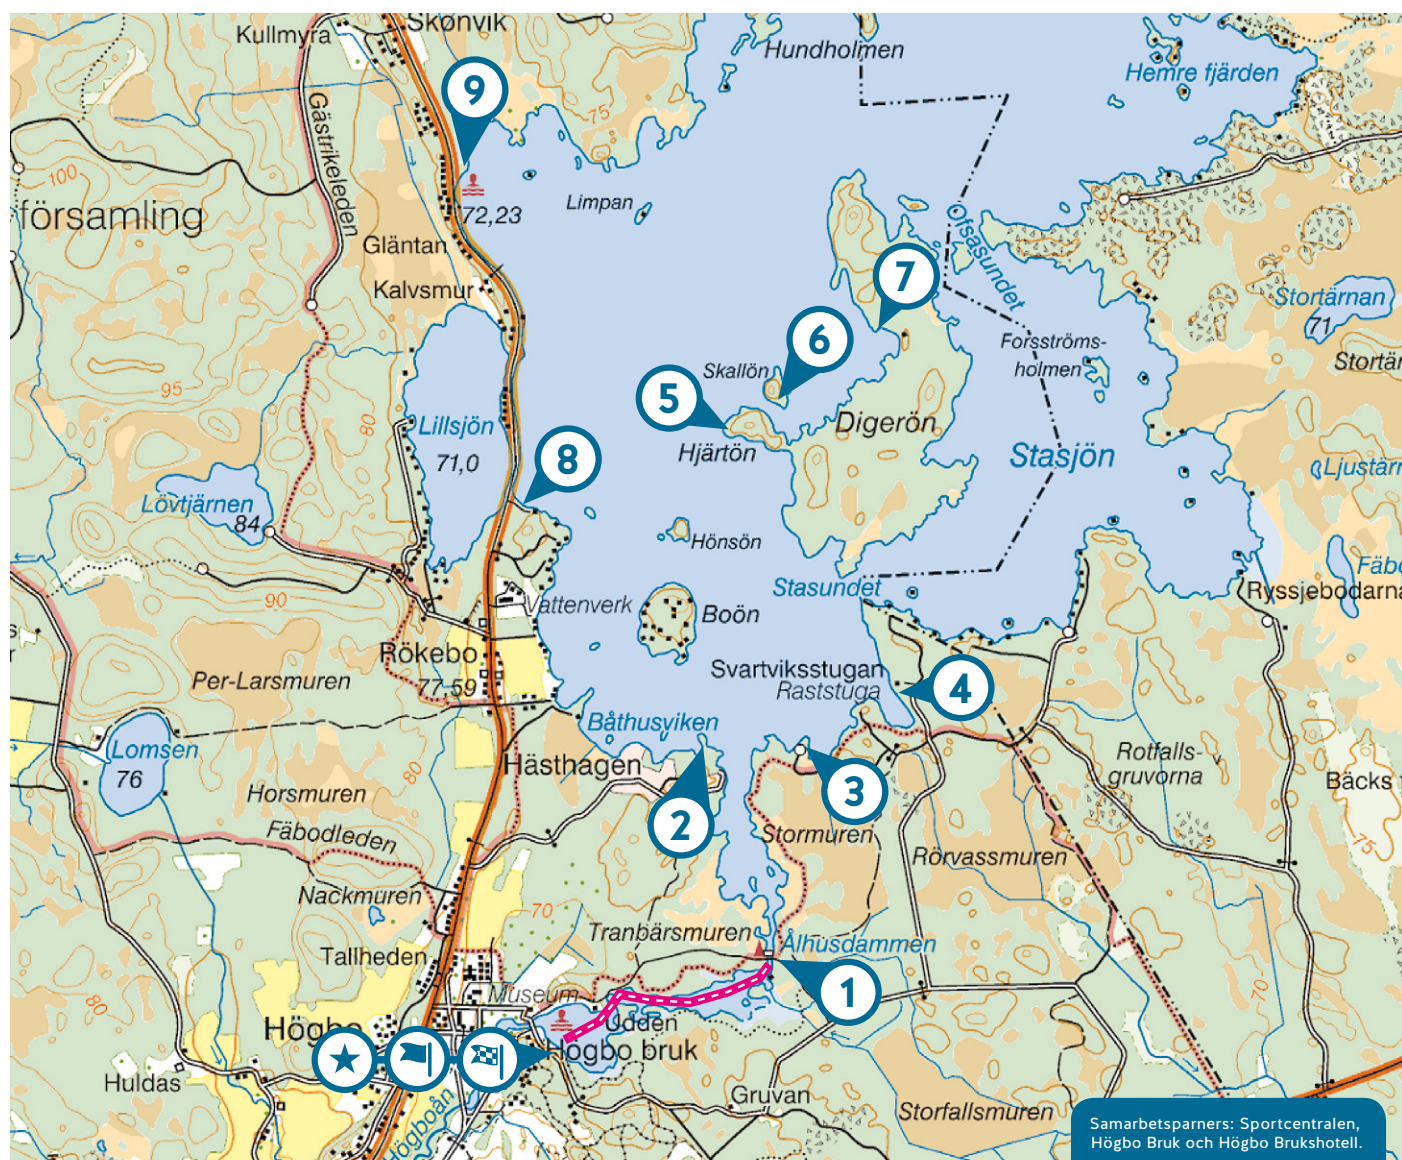 Skönvik
Kullmyra
Hundholmen
Hemre fjärden
9
Gästrikeleden
75
100
församling
Limpan
72,23
Ofsasundet
Gläntan
7
Kalvsmur
Stortärnan
71
6
Forsströms-
holmen
Skallön
95
5
80
Lillsjön
Digerön
Hjärtön
Stasjön
71,0
8
Lövtjärnen
84
Hönsön
Stasundet
90
Vattenverk
Boön
Ryssjebodarna
Rökebo
77,59
Per-Larsmuren
Svartviksstugan
Raststuga
4
Båthusviken
Lomsen
76
80
Hästhagen
Rotfalls-
gruvorna
3
Horsmuren
2
Fäbodleden
Stormuren
Rörvassmuren
75
Nackmuren
70
Tranbärsmuren
Ålhusdammen
Tallheden
1
Museum
80
70
Udden
Högbo
Högbo bruk
Huldas
Högboån
Gruvan
Storfallsmuren
Samarbetsparners: Sportcentralen,
Högbo Bruk och Högbo Brukshotell.